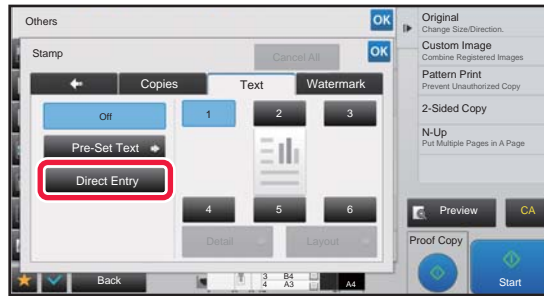 Others
OK
Stamp
Cancel All
OK
Copies
Text
Watermark
Off
Pre-Set Text
Direct Entry
1
2
3
4
5
6
Detail
Layout
Back
3 B4
4 A3
A4
Original
Change Size/Direction.
Custom Image
Combine Registered Images
Pattern Print
Prevent Unauthorized Copy
2-Sided Copy
N-Up
Put Multiple Pages in A Page
Preview
CA
Proof Copy
Start